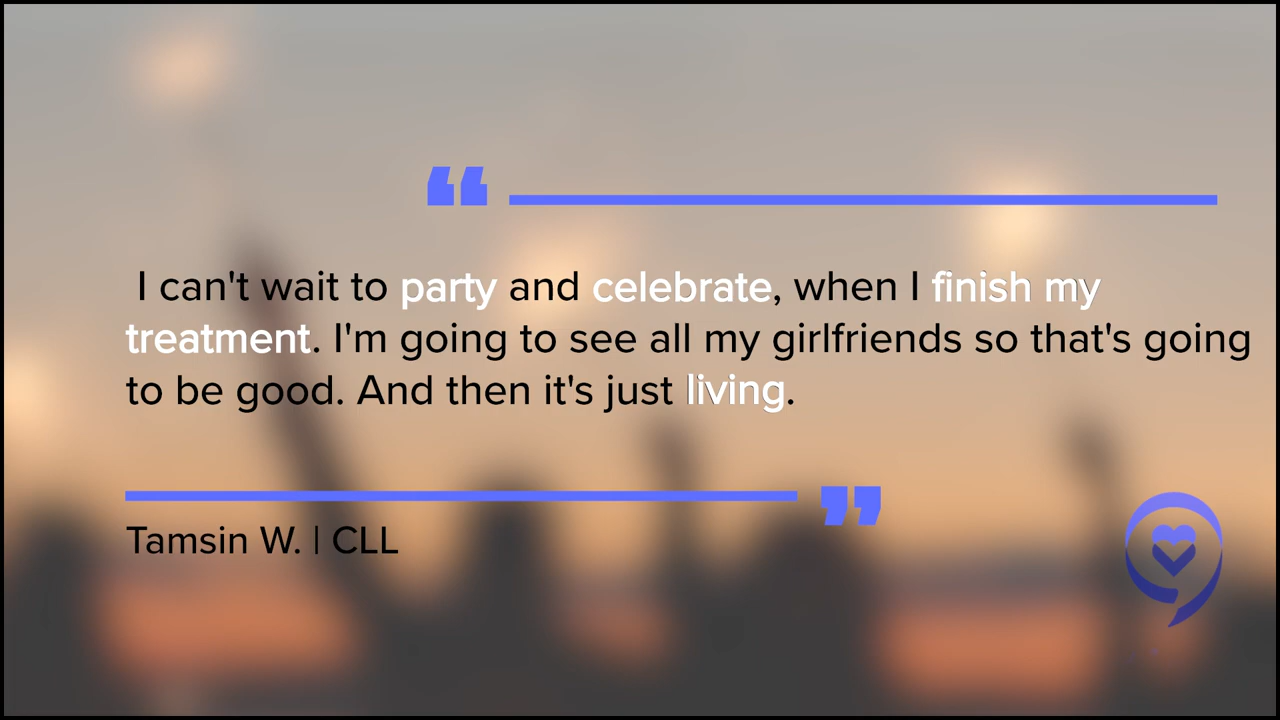 “
I can't wait to party and celebrate, when I finish my
treatment. I'm going to see all my girlfriends so that's going
to be good. And then it's just living.
”
Tamsin W. | CLL